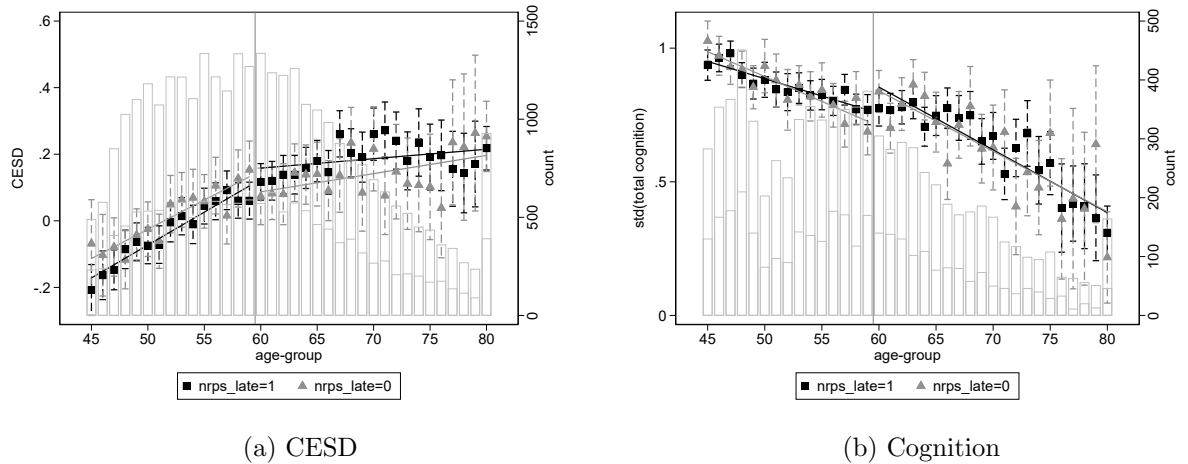 .6
.4
.2
0
-.2
CESD
1500
1000
500
0
count
45 50 55 60 65 70 75 80
age-group
nrps_late=1 nrps_late=0
(a) CESD
1
.5
0
std(total cognition)
500
400
300
200
100
0
count
45 50 55 60 65 70 75 80
age-group
nrps_late=1 nrps_late=0
(b) Cognition